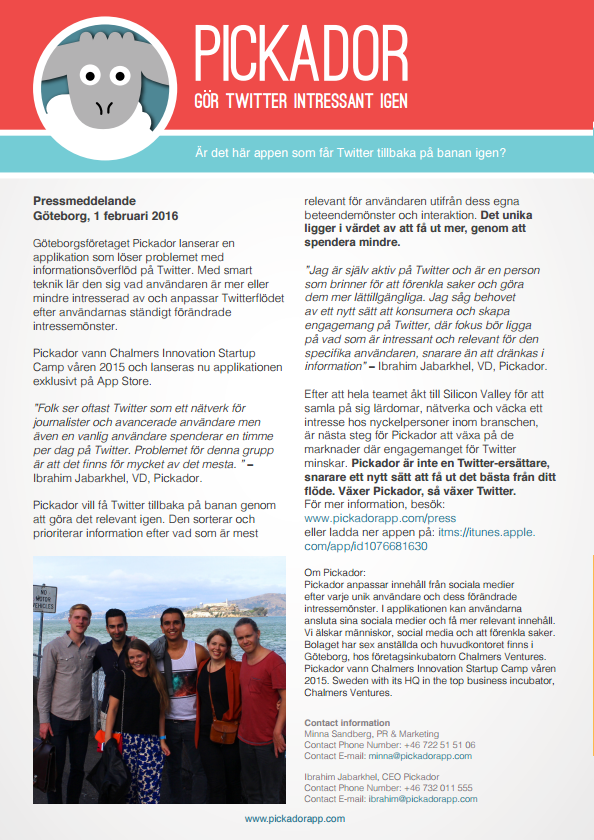 PICKADOR
GÖR TWITTER INTRESSANT IGEN
Är det här appen som får Twitter tillbaka på banan igen?
Pressmeddelande
Göteborg, 1 februari 2016
Göteborgsföretaget Pickador lanserar en
applikation som löser problemet med
informationsöverflöd på Twitter. Med smart
teknik lär den sig vad användaren är mer eller
mindre intresserad av och anpassar Twitterflödet
efter användarnas ständigt förändrade
intressemönster.
Pickador vann Chalmers Innovation Startup
Camp våren 2015 och lanseras nu applikationen
exklusivt på App Store.
"Folk ser oftast Twitter som ett nätverk för
journalister och avancerade användare men
även en vanlig användare spenderar en timme
per dag på Twitter. Problemet för denna grupp
är att det finns för mycket av det mesta. " –
Ibrahim Jabarkhel, VD, Pickador.
Pickador vill få Twitter tillbaka på banan genom
att göra det relevant igen. Den sorterar och
prioriterar information efter vad som är mest
NO
MOTOR
VEHICLES
relevant för användaren utifrån dess egna
beteendemönster och interaktion. Det unika
ligger i värdet av att få ut mer, genom att
spendera mindre.
"Jag är själv aktiv på Twitter och är en person
som brinner för att förenkla saker och göra
dem mer lättillgängliga. Jag såg behovet
av ett nytt sätt att konsumera och skapa
engagemang på Twitter, där fokus bör ligga
på vad som är intressant och relevant för den
specifika användaren, snarare än att dränkas i
information" – Ibrahim Jabarkhel, VD, Pickador.
Efter att hela teamet åkt till Silicon Valley för att
samla på sig lärdomar, nätverka och väcka ett
intresse hos nyckelpersoner inom branschen,
är nästa steg för Pickador att växa på de
marknader där engagemanget för Twitter
minskar. Pickador är inte en Twitter-ersättare,
snarare ett nytt sätt att få ut det bästa från ditt
flöde. Växer Pickador, så växer Twitter.
För mer information, besök:
www.pickadorapp.com/press
eller ladda ner appen på: itms://itunes.apple.
com/app/id1076681630
Om Pickador:
Pickador anpassar innehåll från sociala medier
efter varje unik användare och dess förändrade
intressemönster. I applikationen kan användarna
ansluta sina sociala medier och få mer relevant innehåll.
Vi älskar människor, social media och att förenkla saker.
Bolaget har sex anställda och huvudkontoret finns i
Göteborg, hos företagsinkubatorn Chalmers Ventures.
Pickador vann Chalmers Innovation Startup Camp våren
2015. Sweden with its HQ in the top business incubator,
Chalmers Ventures.
Contact information
Minna Sandberg, PR & Marketing
Contact Phone Number: +46 722 51 51 06
Contact E-mail: minna@pickadorapp.com
Ibrahim Jabarkhel, CEO Pickador
Contact Phone Number: +46 732 011 555
Contact E-mail: ibrahim@pickadorapp.com
www.pickadorapp.com